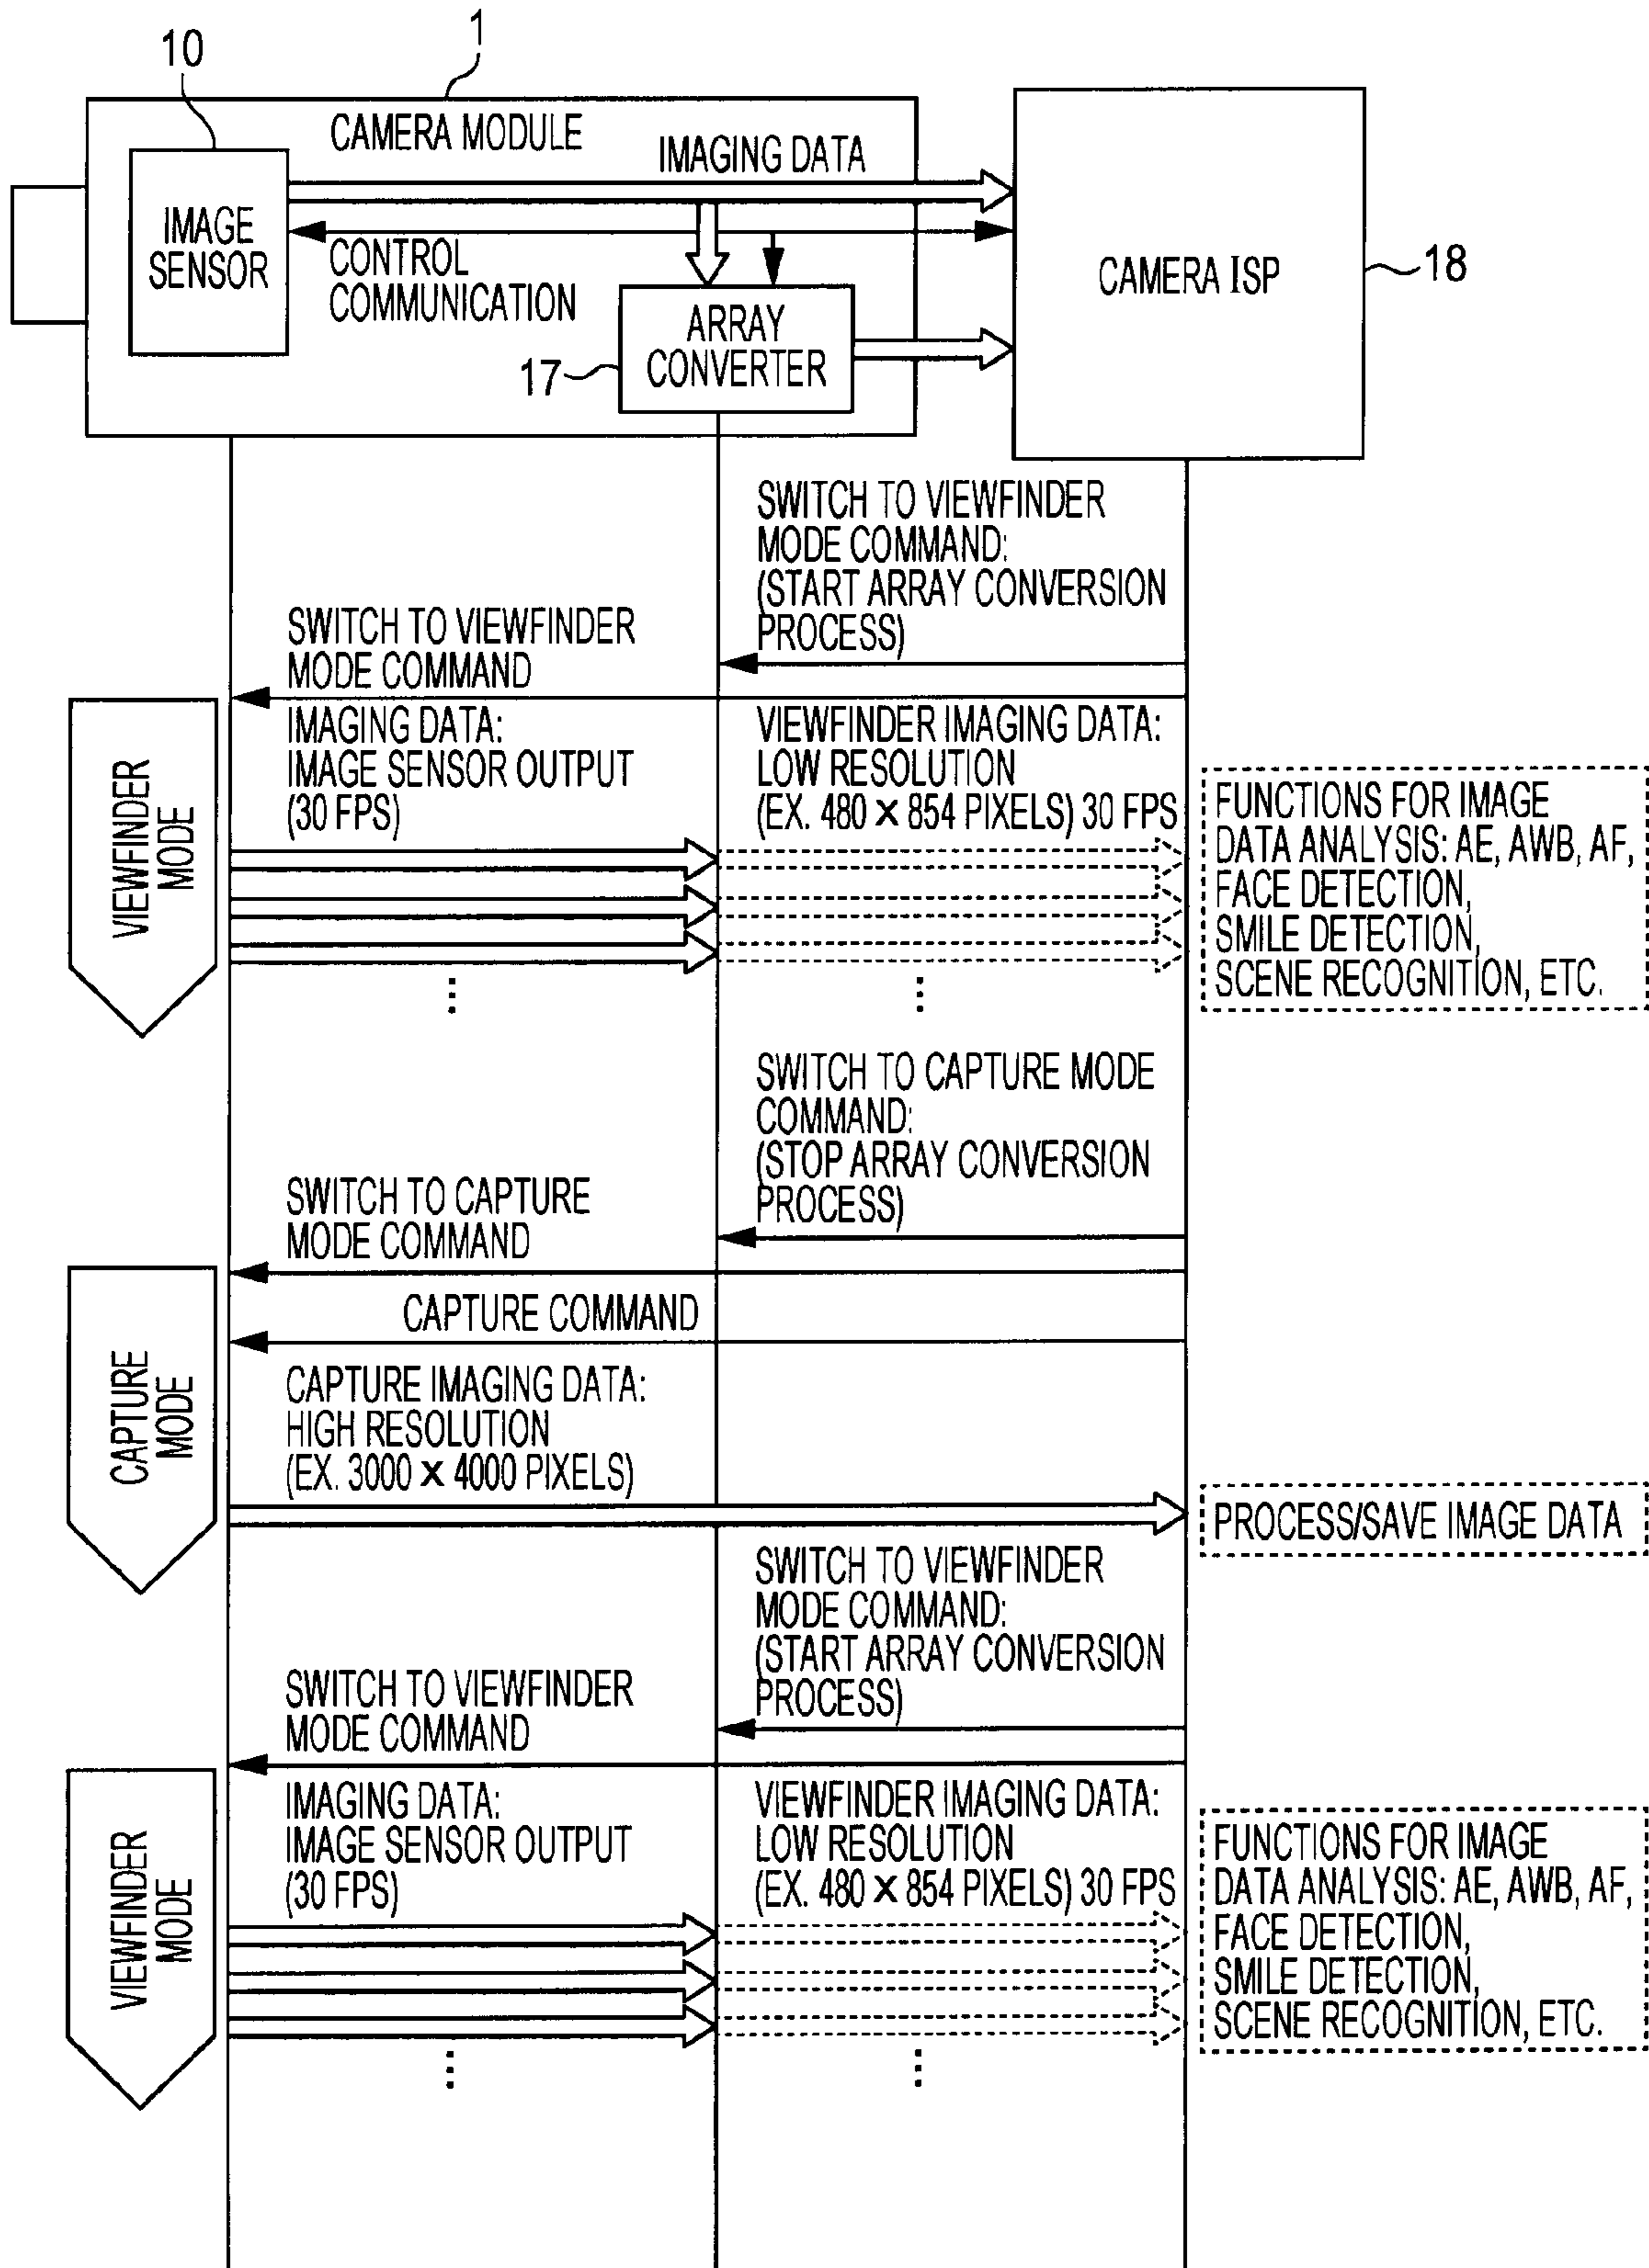 1
10
CAMERA MODULE
IMAGING DATA
IMAGE
SENSOR
CONTROL
COMMUNICATION
ARRAY
CONVERTER
17
CAMERA ISP
18
SWITCH TO VIEWFINDER
MODE COMMAND:
(START ARRAY CONVERSION
PROCESS)
SWITCH TO VIEWFINDER
MODE COMMAND
VIEWFINDER
MODE
IMAGING DATA:
IMAGE SENSOR OUTPUT
(30 FPS)
VIEWFINDER IMAGING DATA:
LOW RESOLUTION
(EX. 480 × 854 PIXELS) 30 FPS
FUNCTIONS FOR IMAGE
DATA ANALYSIS: AE, AWB, AF,
FACE DETECTION,
SMILE DETECTION,
SCENE RECOGNITION, ETC.
SWITCH TO CAPTURE MODE
COMMAND:
(STOP ARRAY CONVERSION
PROCESS)
SWITCH TO CAPTURE
MODE COMMAND
CAPTURE COMMAND
CAPTURE
MODE
CAPTURE IMAGING DATA:
HIGH RESOLUTION
(EX. 3000 × 4000 PIXELS)
PROCESS/SAVE IMAGE DATA
SWITCH TO VIEWFINDER
MODE COMMAND:
(START ARRAY CONVERSION
PROCESS)
SWITCH TO VIEWFINDER
MODE COMMAND
VIEWFINDER
MODE
IMAGING DATA:
IMAGE SENSOR OUTPUT
(30 FPS)
VIEWFINDER IMAGING DATA:
LOW RESOLUTION
(EX. 480 × 854 PIXELS) 30 FPS
FUNCTIONS FOR IMAGE
DATA ANALYSIS: AE, AWB, AF,
FACE DETECTION,
SMILE DETECTION,
SCENE RECOGNITION, ETC.